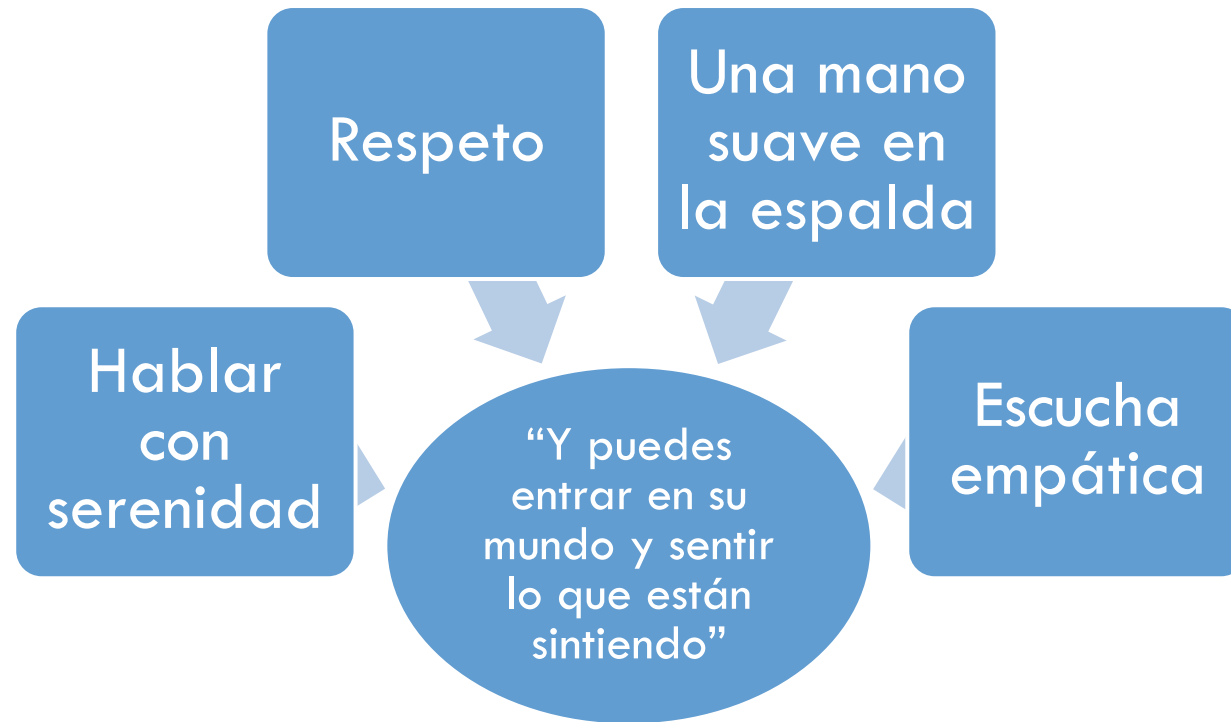 Respeto
Una mano
suave en
la espalda
Hablar
con
serenidad
Escucha
empática
“Y puedes
entrar en su
mundo y sentir
lo que están
sintiendo”